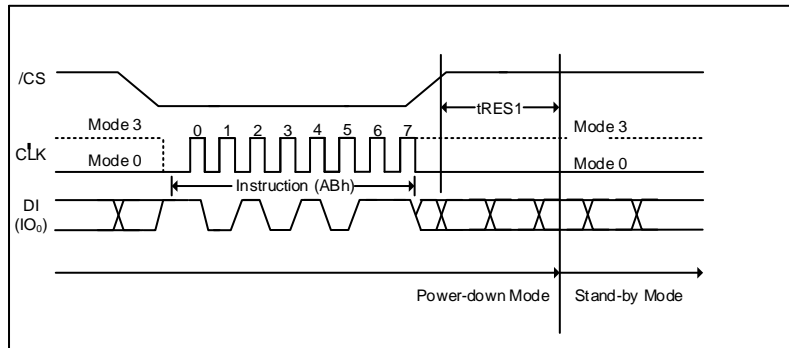 /CS
tRES1
Mode 3
0 1 2 3 4 5 6 7
Mode 3
CLK
Mode 0
Mode 0
Instruction (ABh)
DI
(IO₀)
Power-down Mode
Stand-by Mode